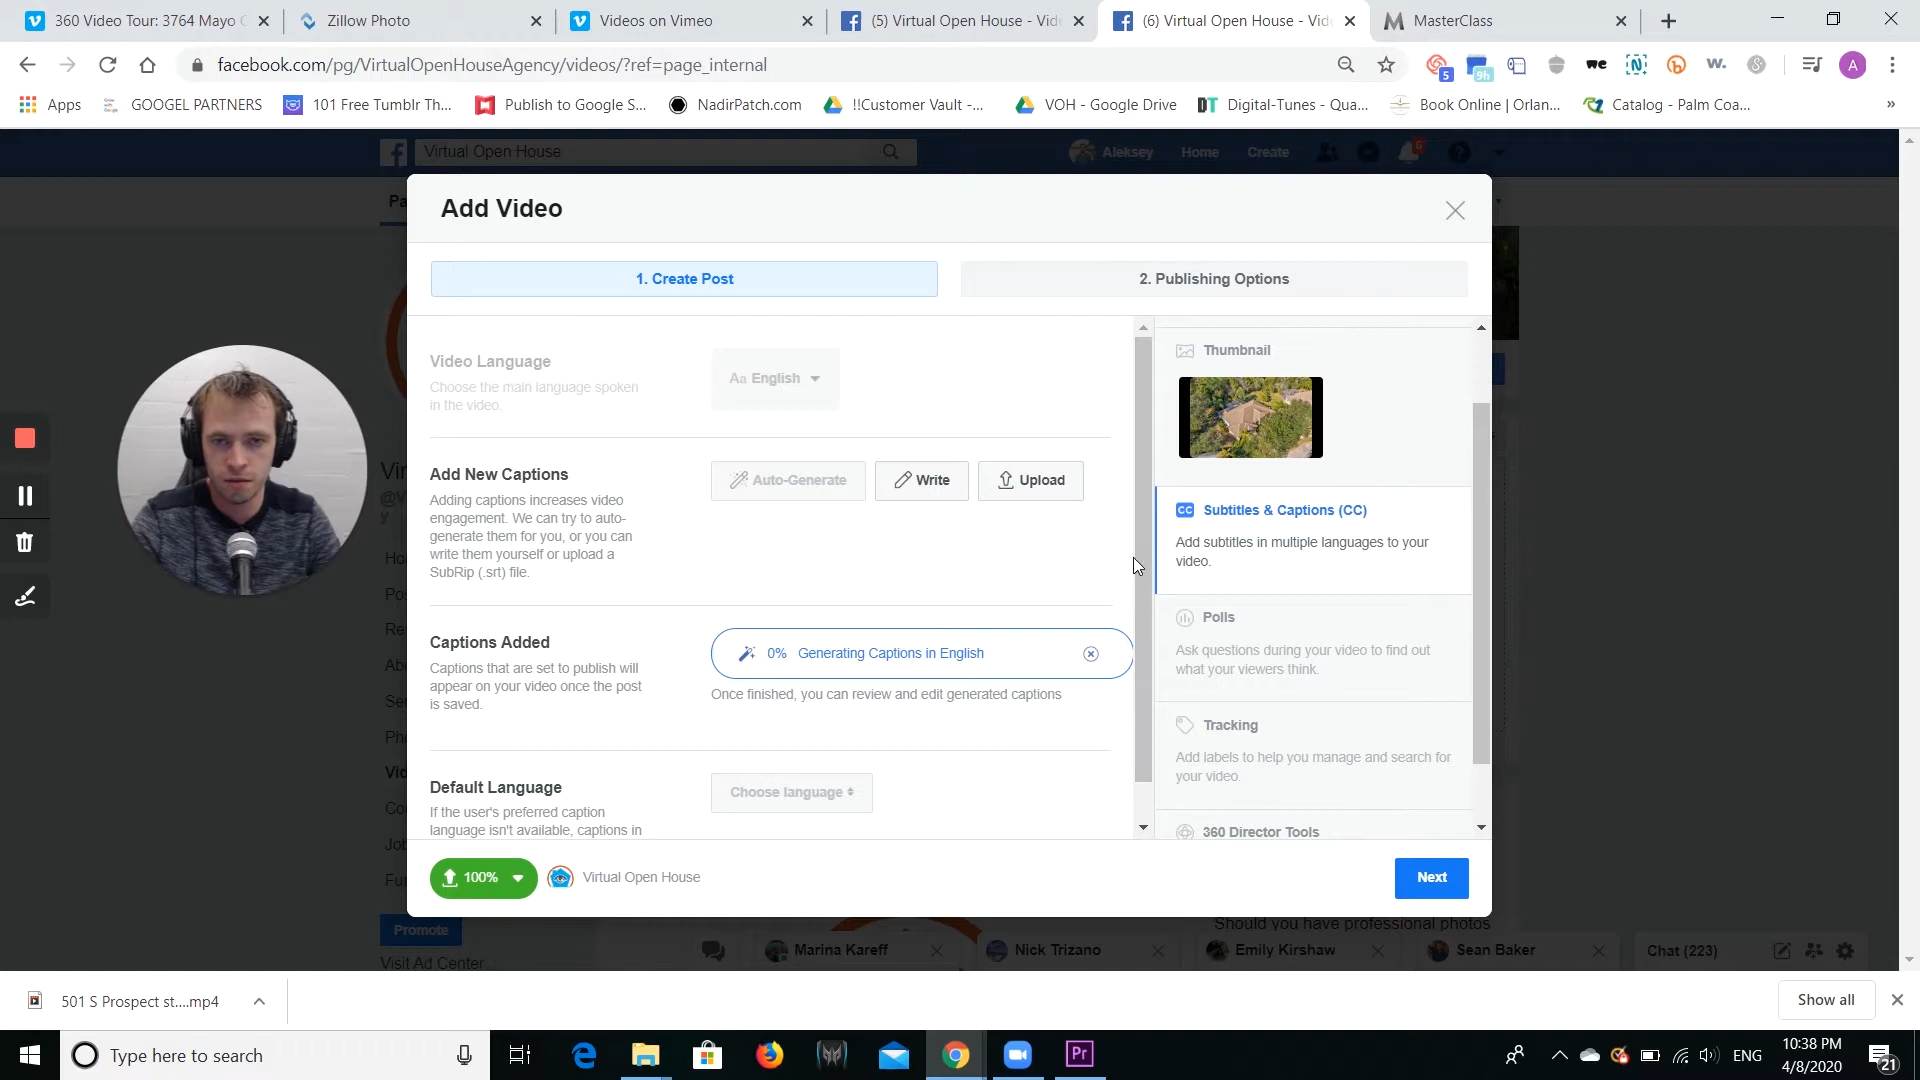 360 Video Tour: 3764 Mayo C
Zillow Photo
Videos on Vimeo
(5) Virtual Open House - Vide
(6) Virtual Open House - Vide
MasterClass
facebook.com/pg/VirtualOpenHouseAgency/videos/?ref=page_internal
5
9h
A
Apps
GOOGEL PARTNERS
101 Free Tumblr Th...
Publish to Google S...
NadirPatch.com
!!Customer Vault -...
VOH - Google Drive
Digital-Tunes - Qua...
Book Online | Orlan...
Catalog - Palm Coa...
Virtual Open House
Aleksey
Home
Create
6
Add Video
1. Create Post
2. Publishing Options
Video Language
Choose the main language spoken
in the video.
Aa English
Add New Captions
Adding captions increases video
engagement. We can try to auto-
generate them for you, or you can
write them yourself or upload a
SubRip (.srt) file.
Auto-Generate
Write
Upload
Captions Added
Captions that are set to publish will
appear on your video once the post
is saved.
0% Generating Captions in English
Once finished, you can review and edit generated captions
Default Language
If the user's preferred caption
language isn't available, captions in
Choose language
Thumbnail
CC Subtitles & Captions (CC)
Add subtitles in multiple languages to your
video.
Polls
Ask questions during your video to find out
what your viewers think.
Tracking
Add labels to help you manage and search for
your video.
360 Director Tools
100%
Virtual Open House
Next
Should you have professional photos
Promote
Visit Ad Center
Marina Kareff
Nick Trizano
Emily Kirshaw
Sean Baker
Chat (223)
501 S Prospect st....mp4
Show all
Type here to search
Pr
ENG
10:38 PM
4/8/2020
21